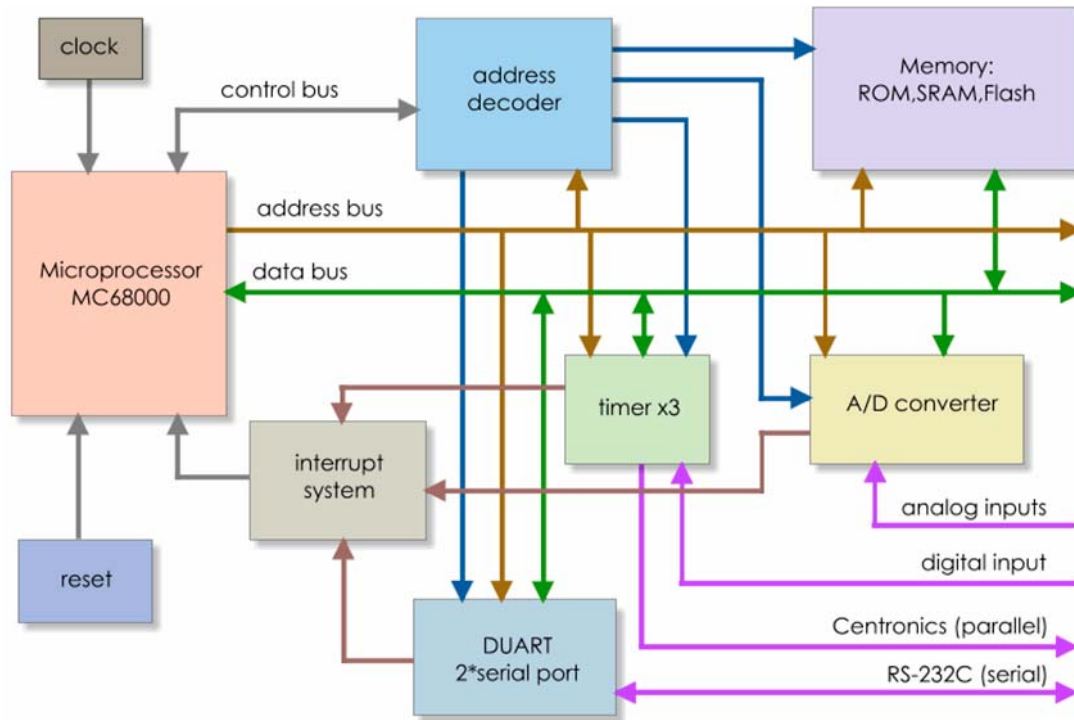 clock
control bus
address
decoder
Memory:
ROM,SRAM,Flash
address bus
Microprocessor
MC68000
data bus
timer x3
A/D converter
interrupt
system
analog inputs
reset
digital input
DUART
2*serial port
Centronics (parallel)
RS-232C (serial)